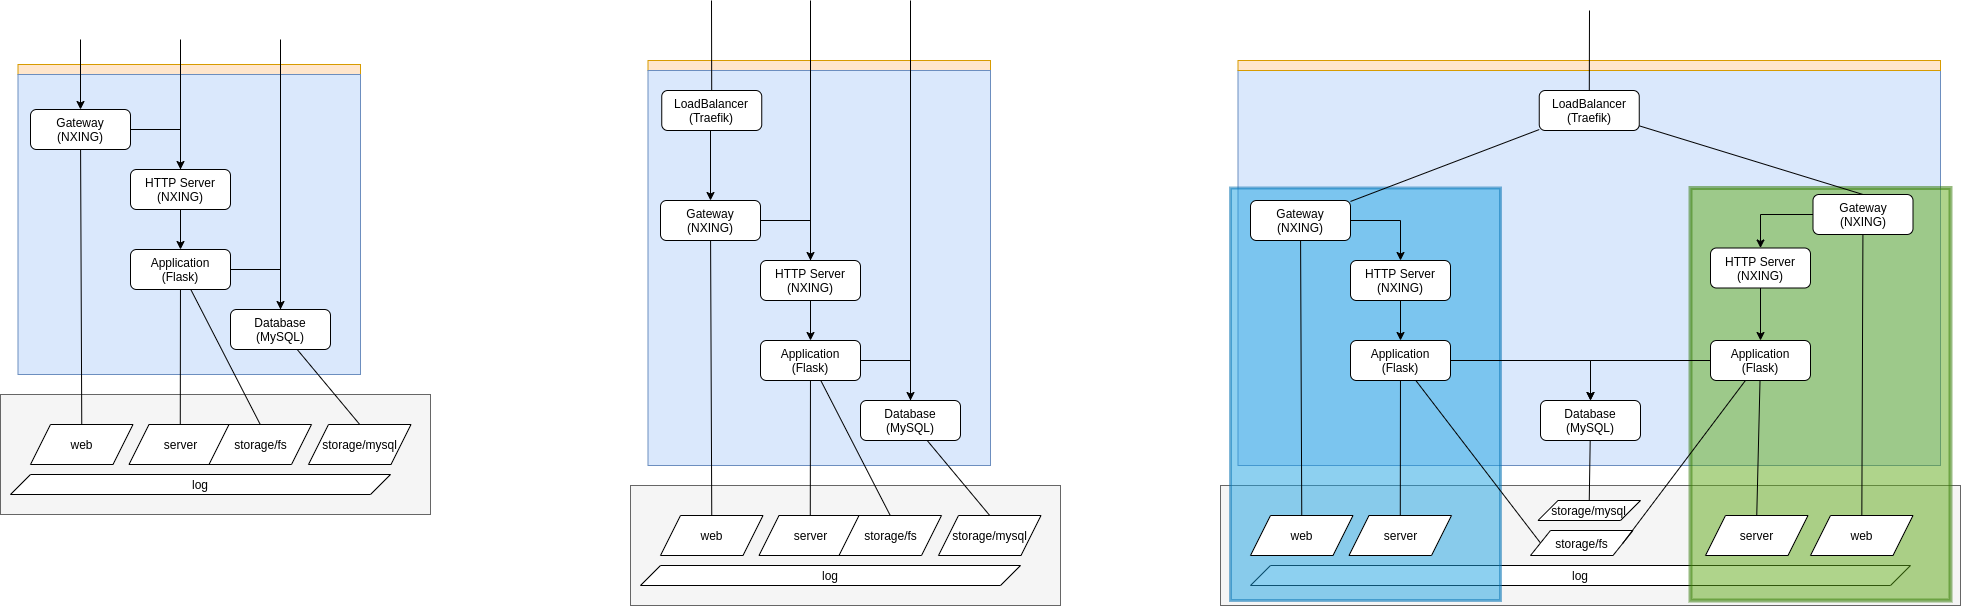 Gateway
(NXING)
HTTP Server
(NXING)
Application
(Flask)
Database
(MySQL)
web
server
storage/fs
storage/mysql
log
LoadBalancer
(Traefik)
Gateway
(NXING)
HTTP Server
(NXING)
Application
(Flask)
Database
(MySQL)
web
server
storage/fs
storage/mysql
log
LoadBalancer
(Traefik)
Gateway
(NXING)
Gateway
(NXING)
HTTP Server
(NXING)
HTTP Server
(NXING)
Application
(Flask)
Application
(Flask)
Database
(MySQL)
storage/mysql
web
server
storage/fs
server
web
log